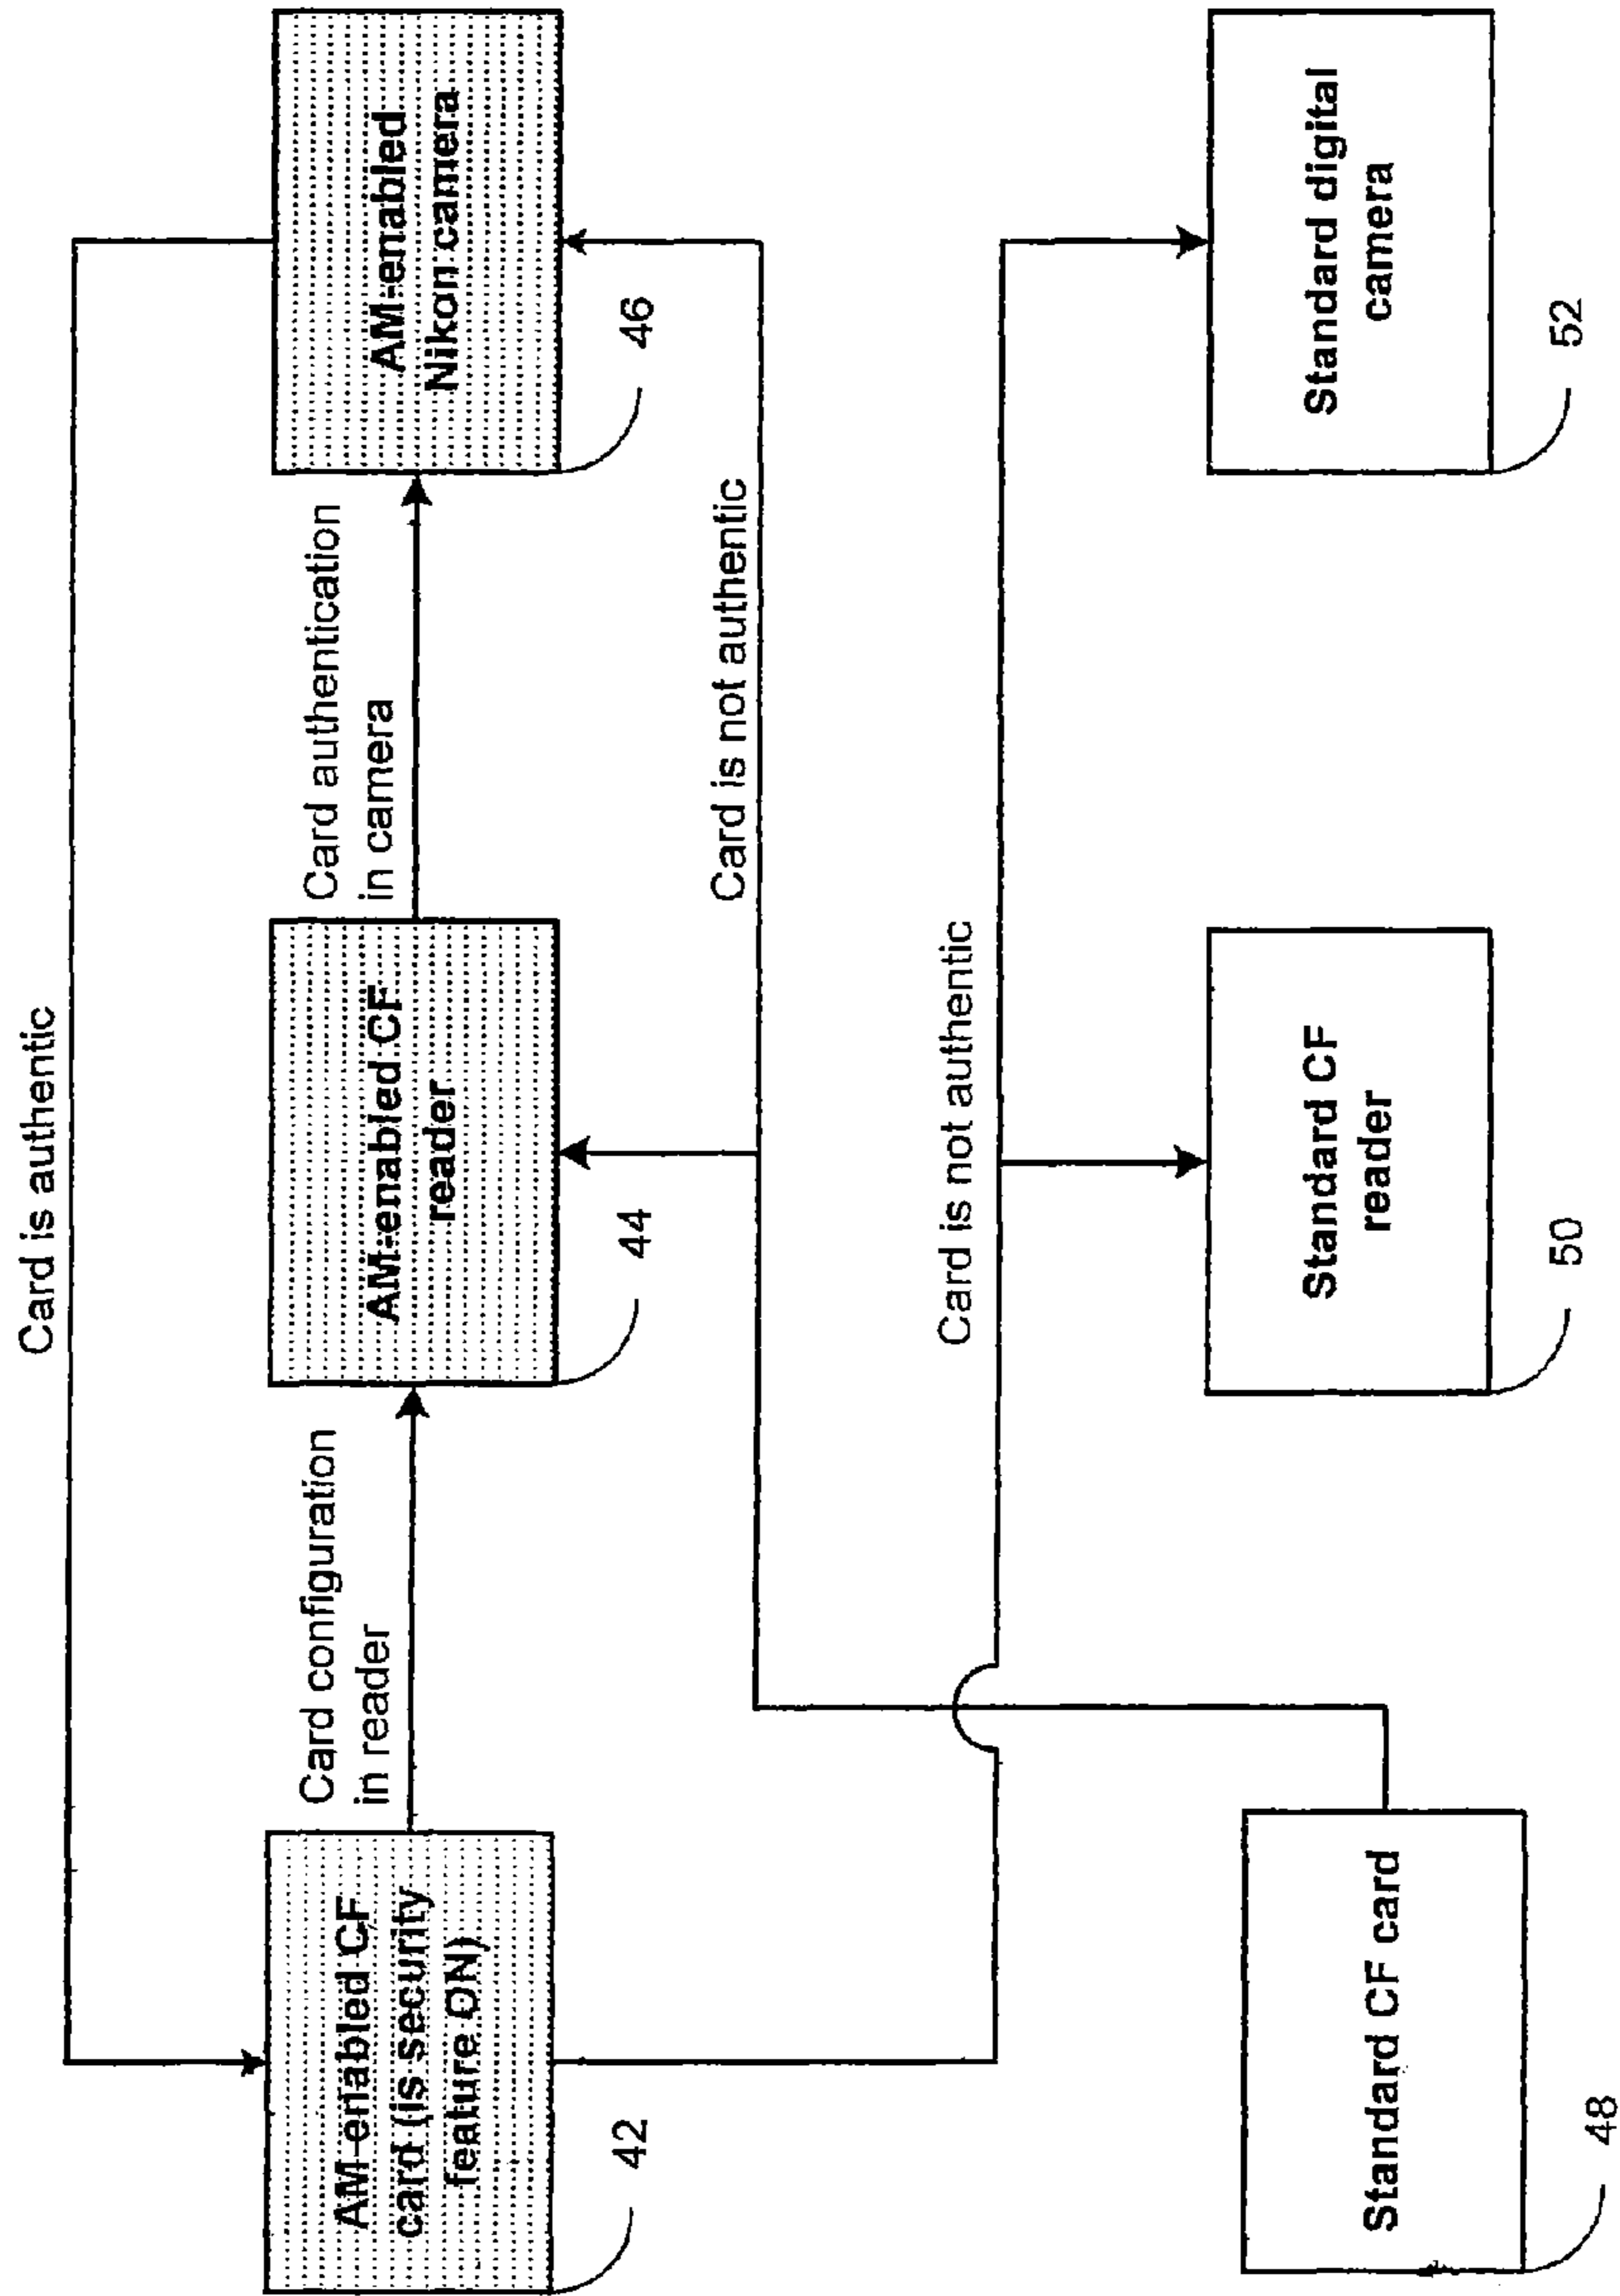 Card is authentic
AM-enabled CF
card (is security
feature ON)
42
Card configuration
in reader
AM-enabled CF
reader
44
Card authentication
in camera
AM-enabled
Nikon camera
46
Card is not authentic
Card is not authentic
Standard CF card
48
Standard CF
reader
50
Standard digital
camera
52